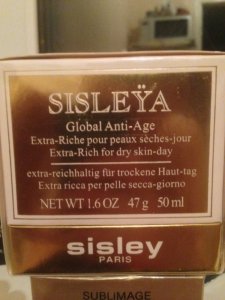 SISLEŸA
Global Anti-Age
Extra-Riche pour peaux sèches-jour
Extra-Rich for dry skin-day
extra-reichhaltig für trockene Haut-tag
Extra ricca per pelle secca-giorno
NET WT 1.6 OZ 47 g 50 ml
sisley
PARIS
SUBLIMAGE